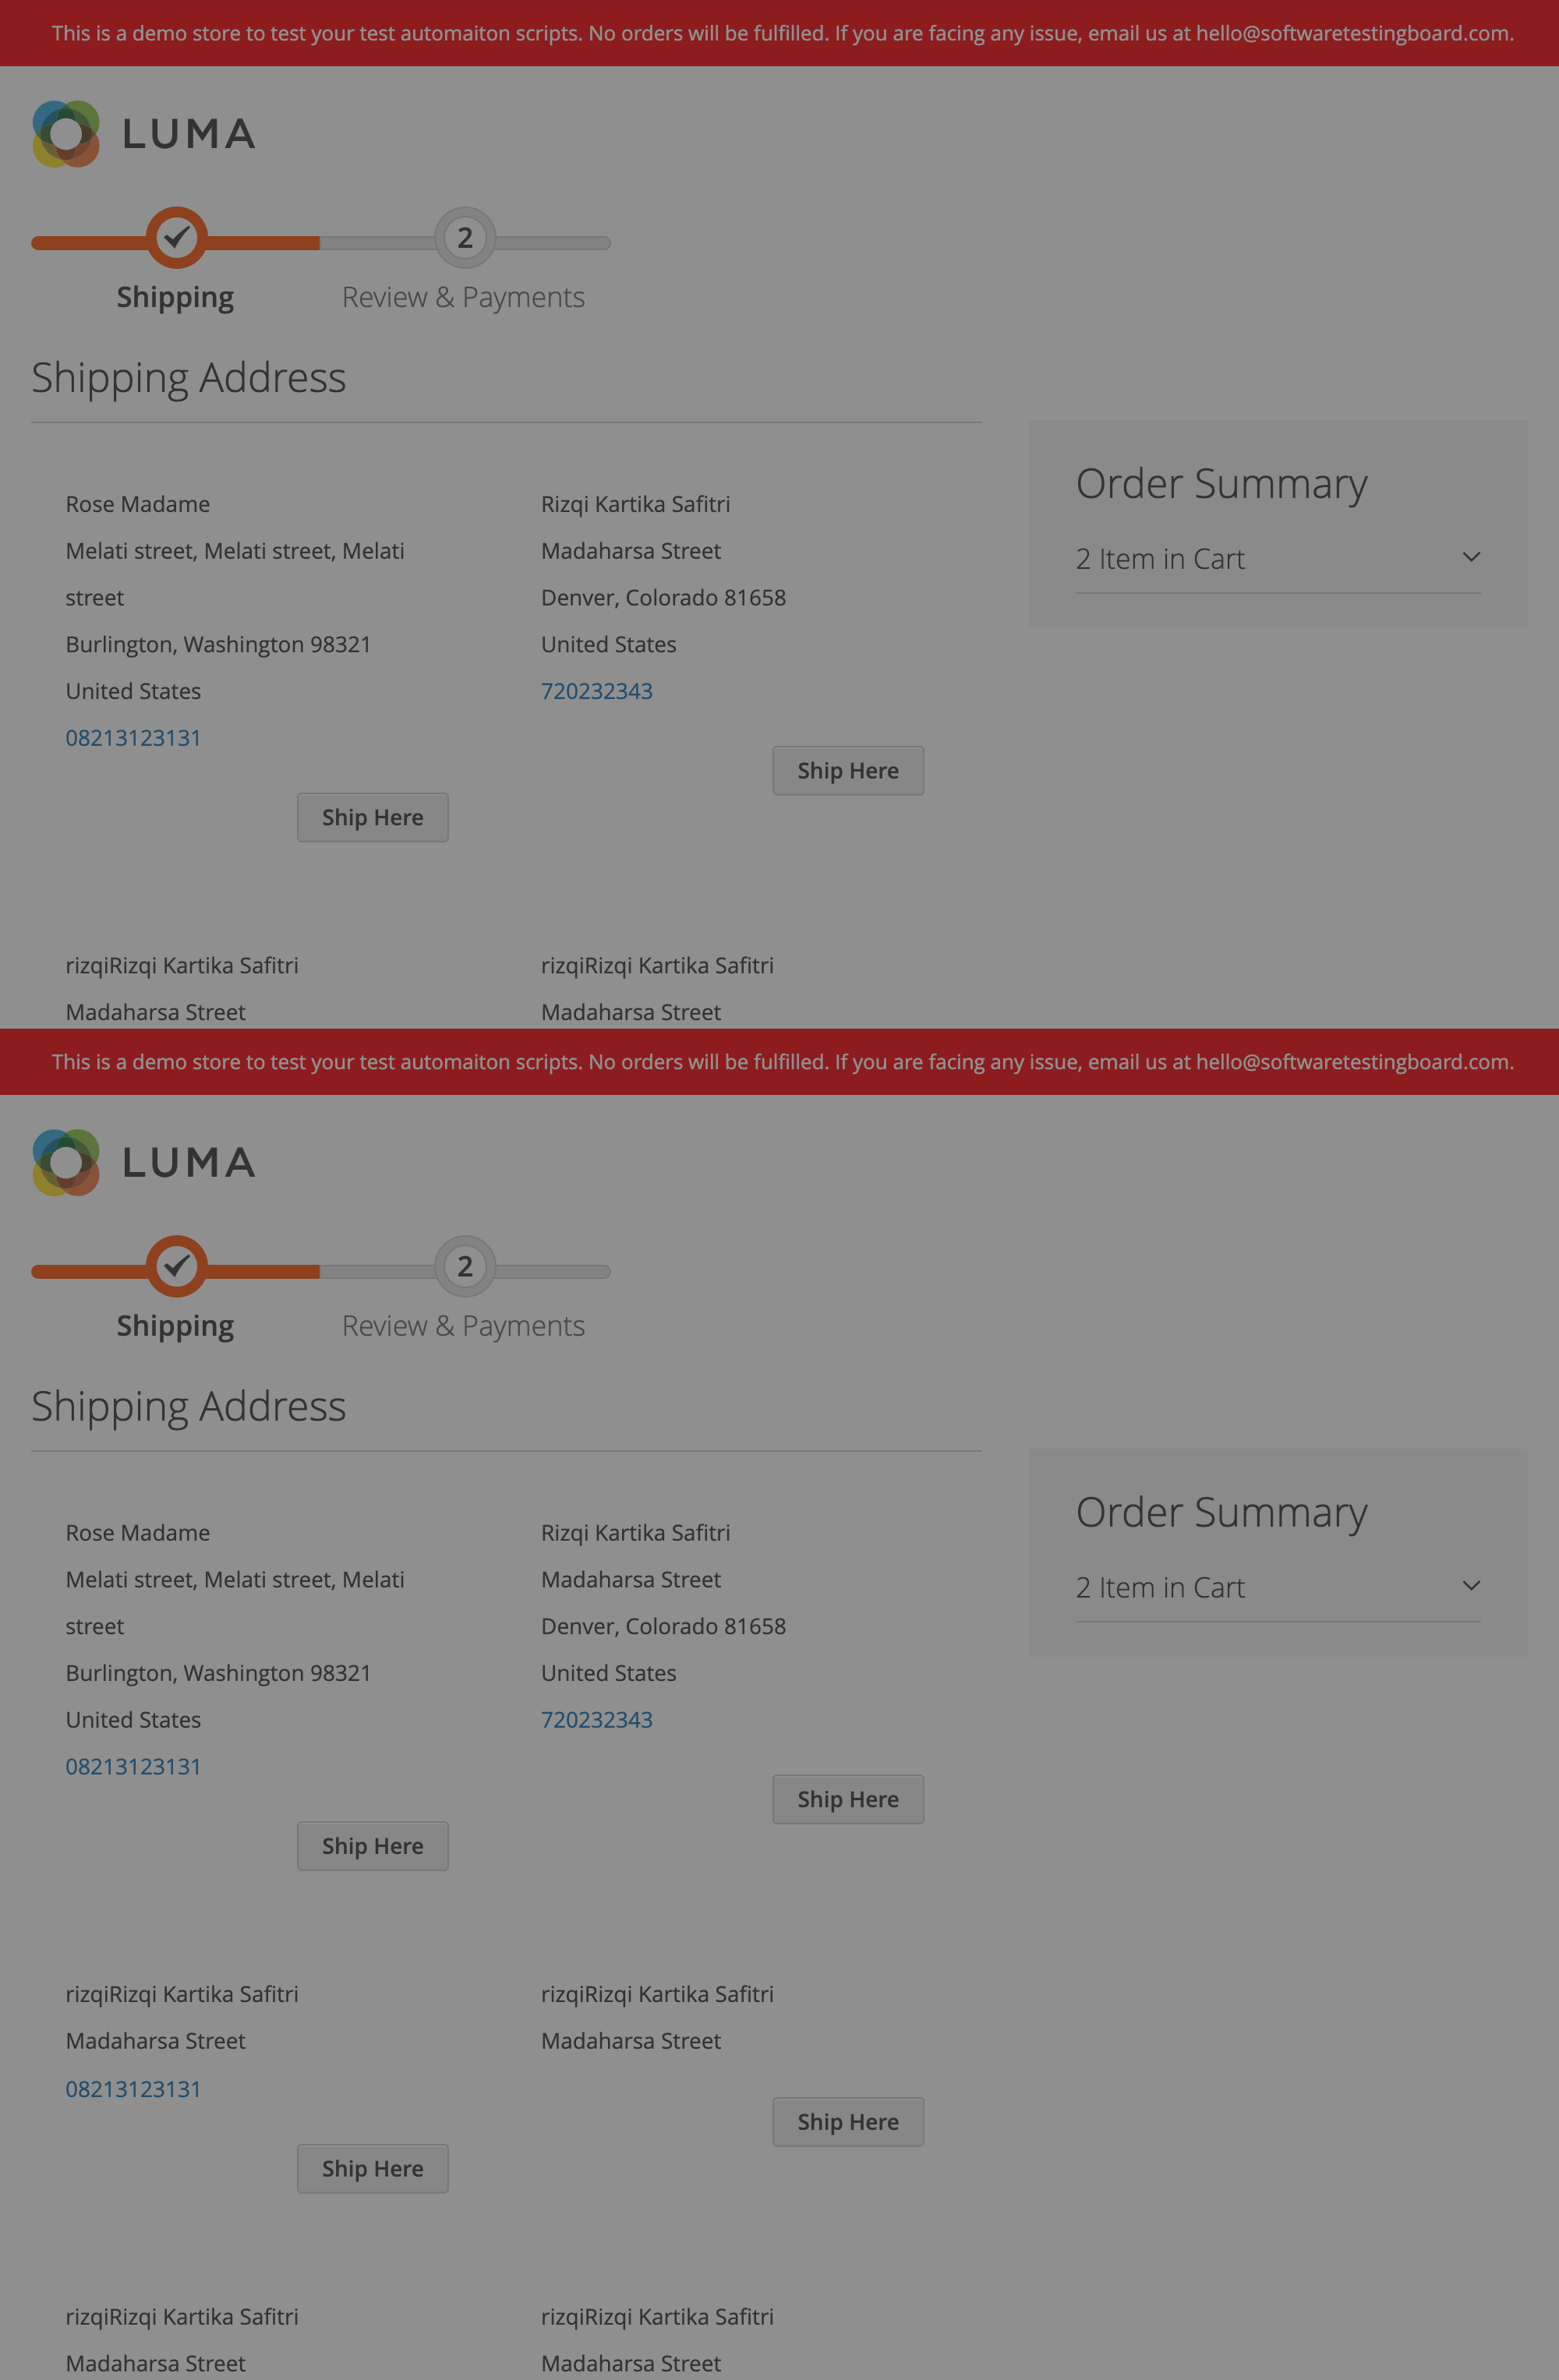 This is a demo store to test your test automaiton scripts. No orders will be fulfilled. If you are facing any issue, email us at hello@softwaretestingboard.com.
LUMA
2
Shipping
Review & Payments
Shipping Address
Rose Madame
Melati street, Melati street, Melati
street
Burlington, Washington 98321
United States
08213123131
Ship Here
Rizqi Kartika Safitri
Madaharsa Street
Denver, Colorado 81658
United States
720232343
Ship Here
Order Summary
2 Item in Cart
rizqiRizqi Kartika Safitri
Madaharsa Street
rizqiRizqi Kartika Safitri
Madaharsa Street
This is a demo store to test your test automaiton scripts. No orders will be fulfilled. If you are facing any issue, email us at hello@softwaretestingboard.com.
LUMA
2
Shipping
Review & Payments
Shipping Address
Rose Madame
Melati street, Melati street, Melati
street
Burlington, Washington 98321
United States
08213123131
Ship Here
Rizqi Kartika Safitri
Madaharsa Street
Denver, Colorado 81658
United States
720232343
Ship Here
Order Summary
2 Item in Cart
rizqiRizqi Kartika Safitri
Madaharsa Street
08213123131
Ship Here
rizqiRizqi Kartika Safitri
Madaharsa Street
Ship Here
rizqiRizqi Kartika Safitri
Madaharsa Street
rizqiRizqi Kartika Safitri
Madaharsa Street